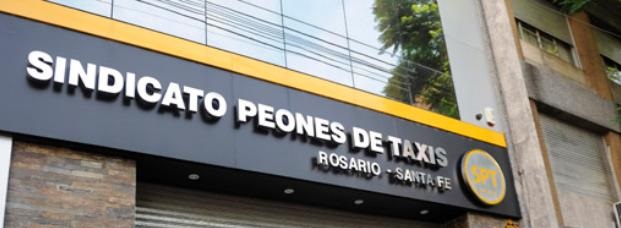 SINDICATO PEONES DE TAXIS
ROSARIO - SANTA FE
SPT